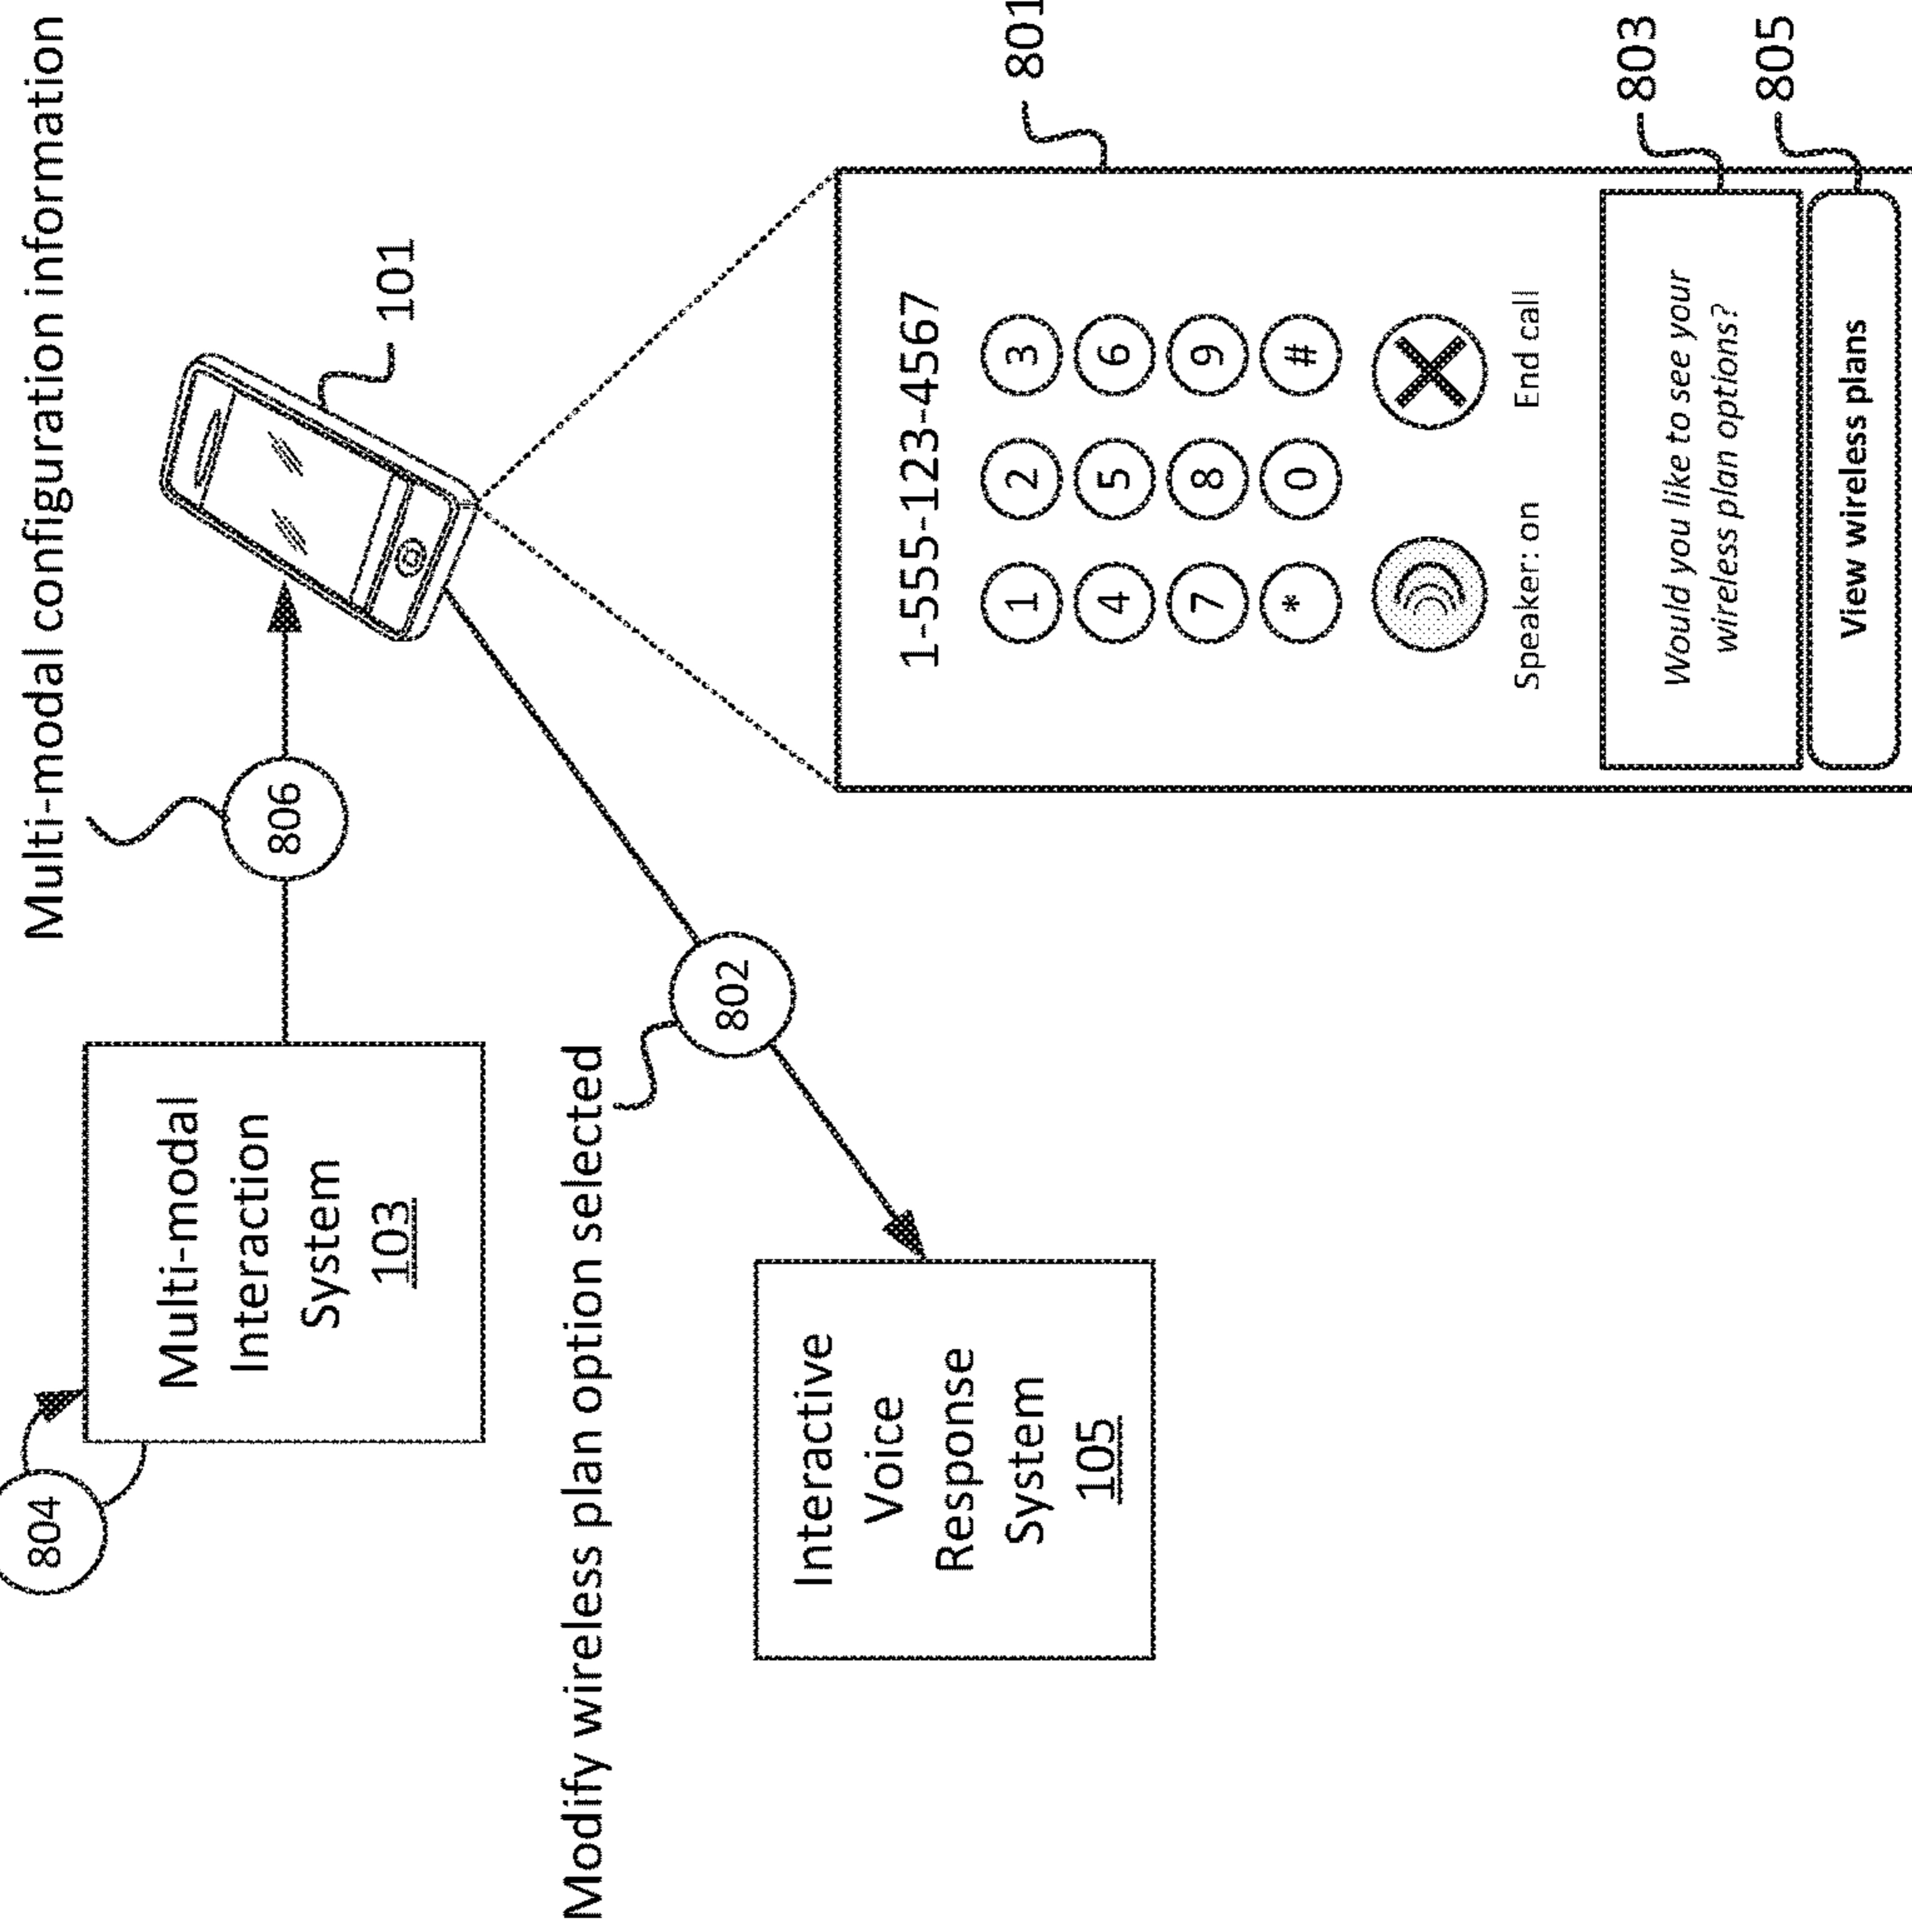 Multi-modal configuration information
804
Multi-modal
Interaction
System
103
806
101
Modify wireless plan option selected
802
Interactive
Voice
Response
System
105
801
1-555-123-4567
1 2 3
4 5 6
7 8 9
* 0 #
Speaker: on End call
803
Would you like to see your
wireless plan options?
805
View wireless plans